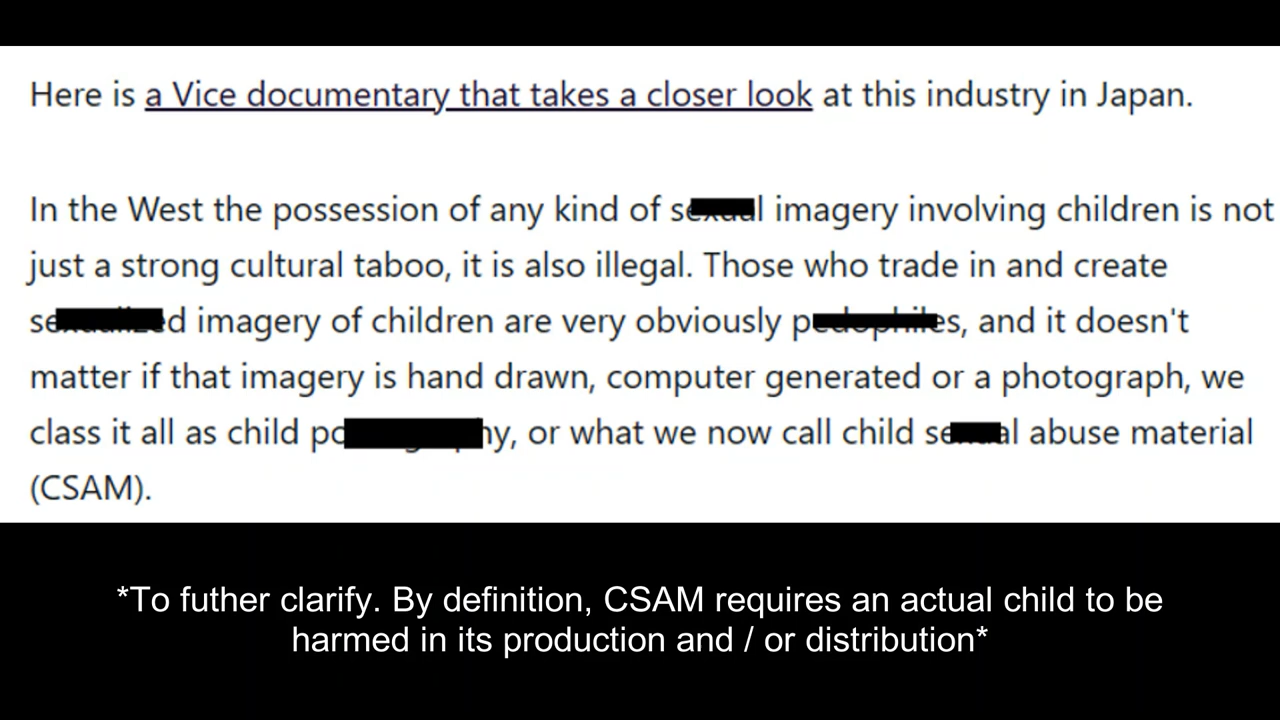 Here is a Vice documentary that takes a closer look at this industry in Japan.
In the West the possession of any kind of sexual imagery involving children is not
just a strong cultural taboo, it is also illegal. Those who trade in and create
sexualized imagery of children are very obviously pedophiles, and it doesn't
matter if that imagery is hand drawn, computer generated or a photograph, we
class it all as child pornography, or what we now call child sexual abuse material
(CSAM).
*To futher clarify. By definition, CSAM requires an actual child to be
harmed in its production and / or distribution*